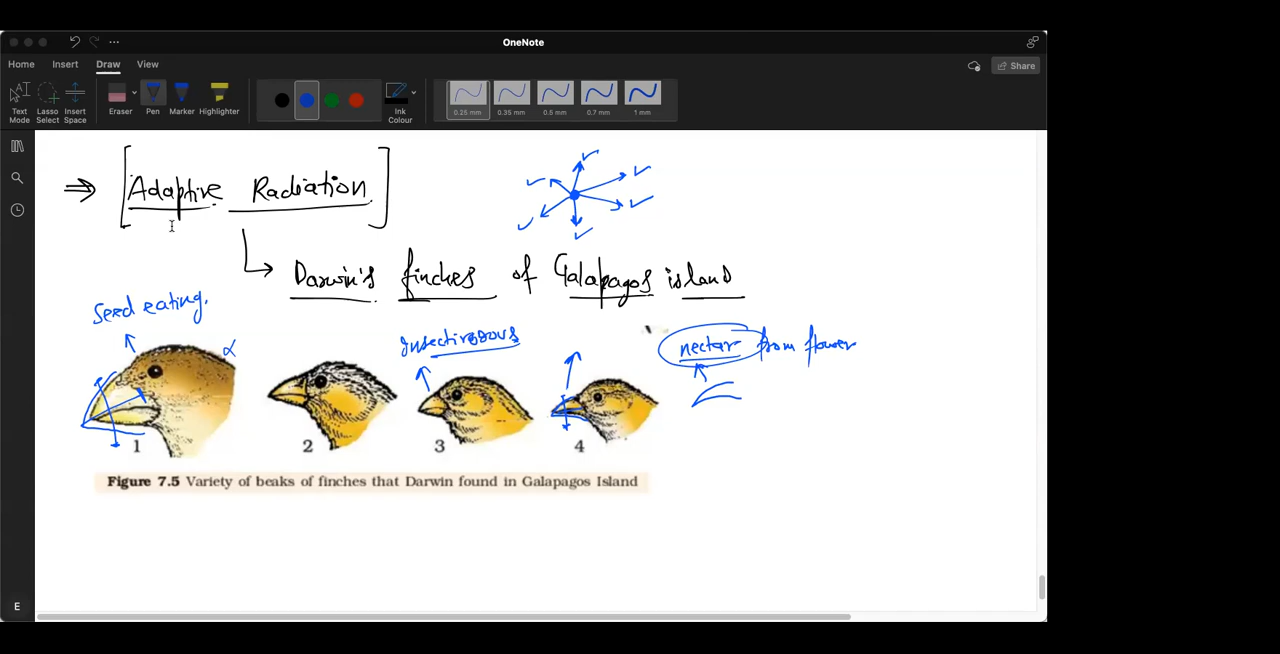 OneNote
Home Insert Draw View
Share
Text Mode
Lasso Select
Insert Space
Eraser
Pen
Marker
Highlighter
Ink Colour
0.25 mm
0.35 mm
0.5 mm
0.7 mm
1 mm
⇒ [Adaptive Radiation]
Darwin's finches of Galapagos island
Seed eating.
Insectivorous
nectar from flower
α
1 2 3 4
Figure 7.5 Variety of beaks of finches that Darwin found in Galapagos Island
E